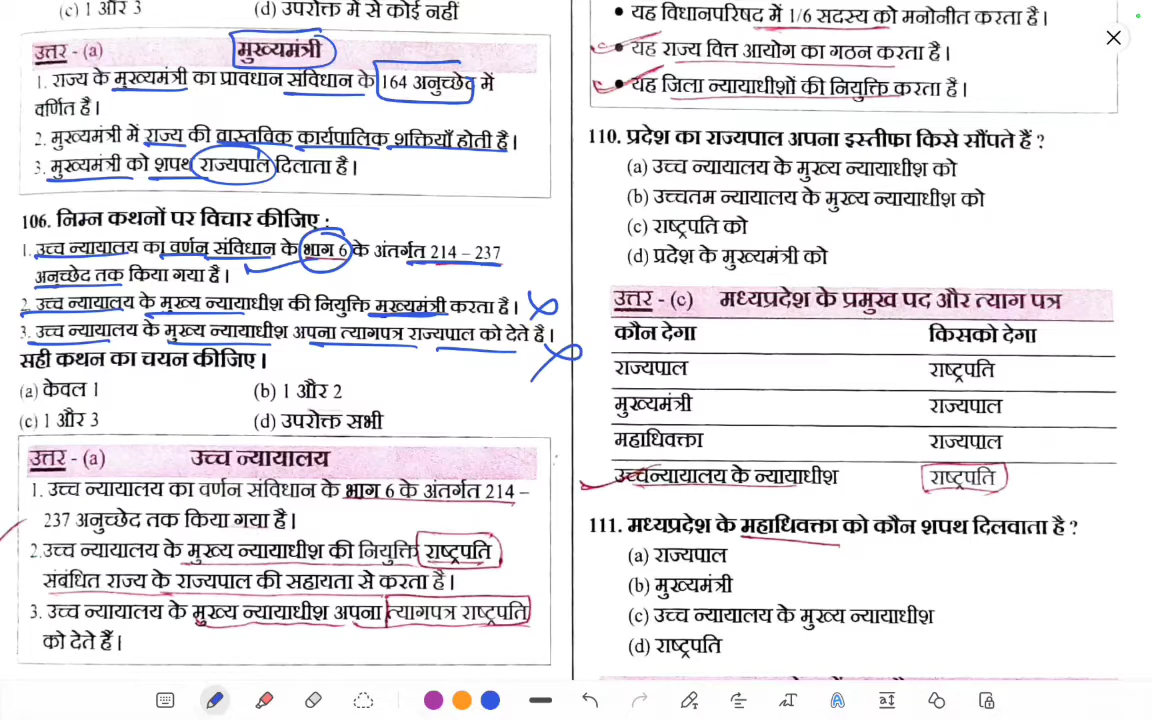 (c) 1 और 3 (d) उपरोक्त में से कोई नहीं
उत्तर - (a) मुख्यमंत्री
1. राज्य के मुख्यमंत्री का प्रावधान संविधान के 164 अनुच्छेद में
वर्णित है।
2. मुख्यमंत्री में राज्य की वास्तविक कार्यपालिक शक्तियाँ होती है।
3. मुख्यमंत्री को शपथ राज्यपाल दिलाता है।
106. निम्न कथनों पर विचार कीजिए :
1. उच्च न्यायालय का वर्णन संविधान के भाग 6 के अंतर्गत 214 – 237
अनुच्छेद तक किया गया है।
2. उच्च न्यायालय के मुख्य न्यायाधीश की नियुक्ति मुख्यमंत्री करता है।
3. उच्च न्यायालय के मुख्य न्यायाधीश अपना त्यागपत्र राज्यपाल को देते है।
सही कथन का चयन कीजिए।
(a) केवल 1 (b) 1 और 2
(c) 1 और 3 (d) उपरोक्त सभी
उत्तर - (a) उच्च न्यायालय
1. उच्च न्यायालय का वर्णन संविधान के भाग 6 के अंतर्गत 214 –
237 अनुच्छेद तक किया गया है।
2.उच्च न्यायालय के मुख्य न्यायाधीश की नियुक्ति राष्ट्रपति
संबंधित राज्य के राज्यपाल की सहायता से करता है।
3. उच्च न्यायालय के मुख्य न्यायाधीश अपना त्यागपत्र राष्ट्रपति
को देते हैं।
• यह विधानपरिषद में 1/6 सदस्य को मनोनीत करता है।
• यह राज्य वित्त आयोग का गठन करता है।
• यह जिला न्यायाधीशों की नियुक्ति करता है।
110. प्रदेश का राज्यपाल अपना इस्तीफा किसे सौंपते हैं ?
(a) उच्च न्यायालय के मुख्य न्यायाधीश को
(b) उच्चतम न्यायालय के मुख्य न्यायाधीश को
(c) राष्ट्रपति को
(d) प्रदेश के मुख्यमंत्री को
उत्तर - (c) मध्यप्रदेश के प्रमुख पद और त्याग पत्र
कौन देगा किसको देगा
राज्यपाल राष्ट्रपति
मुख्यमंत्री राज्यपाल
महाधिवक्ता राज्यपाल
उच्चन्यायालय के न्यायाधीश राष्ट्रपति
111. मध्यप्रदेश के महाधिवक्ता को कौन शपथ दिलवाता है ?
(a) राज्यपाल
(b) मुख्यमंत्री
(c) उच्च न्यायालय के मुख्य न्यायाधीश
(d) राष्ट्रपति